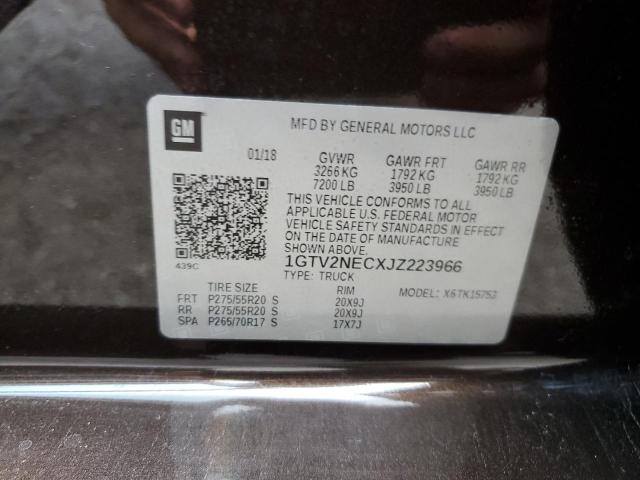 GM
MFD BY GENERAL MOTORS LLC
01/18 GVWR GAWR FRT GAWR RR
3266 KG 1792 KG 1792 KG
7200 LB 3950 LB 3950 LB
THIS VEHICLE CONFORMS TO ALL
APPLICABLE U.S. FEDERAL MOTOR
VEHICLE SAFETY STANDARDS IN EFFECT
ON THE DATE OF MANUFACTURE
SHOWN ABOVE.
439C
1GTV2NECXJZ223966
TYPE: TRUCK
TIRE SIZE RIM MODEL: X6TK15753
FRT P275/55R20 S 20X9J
RR P275/55R20 S 20X9J
SPA P265/70R17 S 17X7J